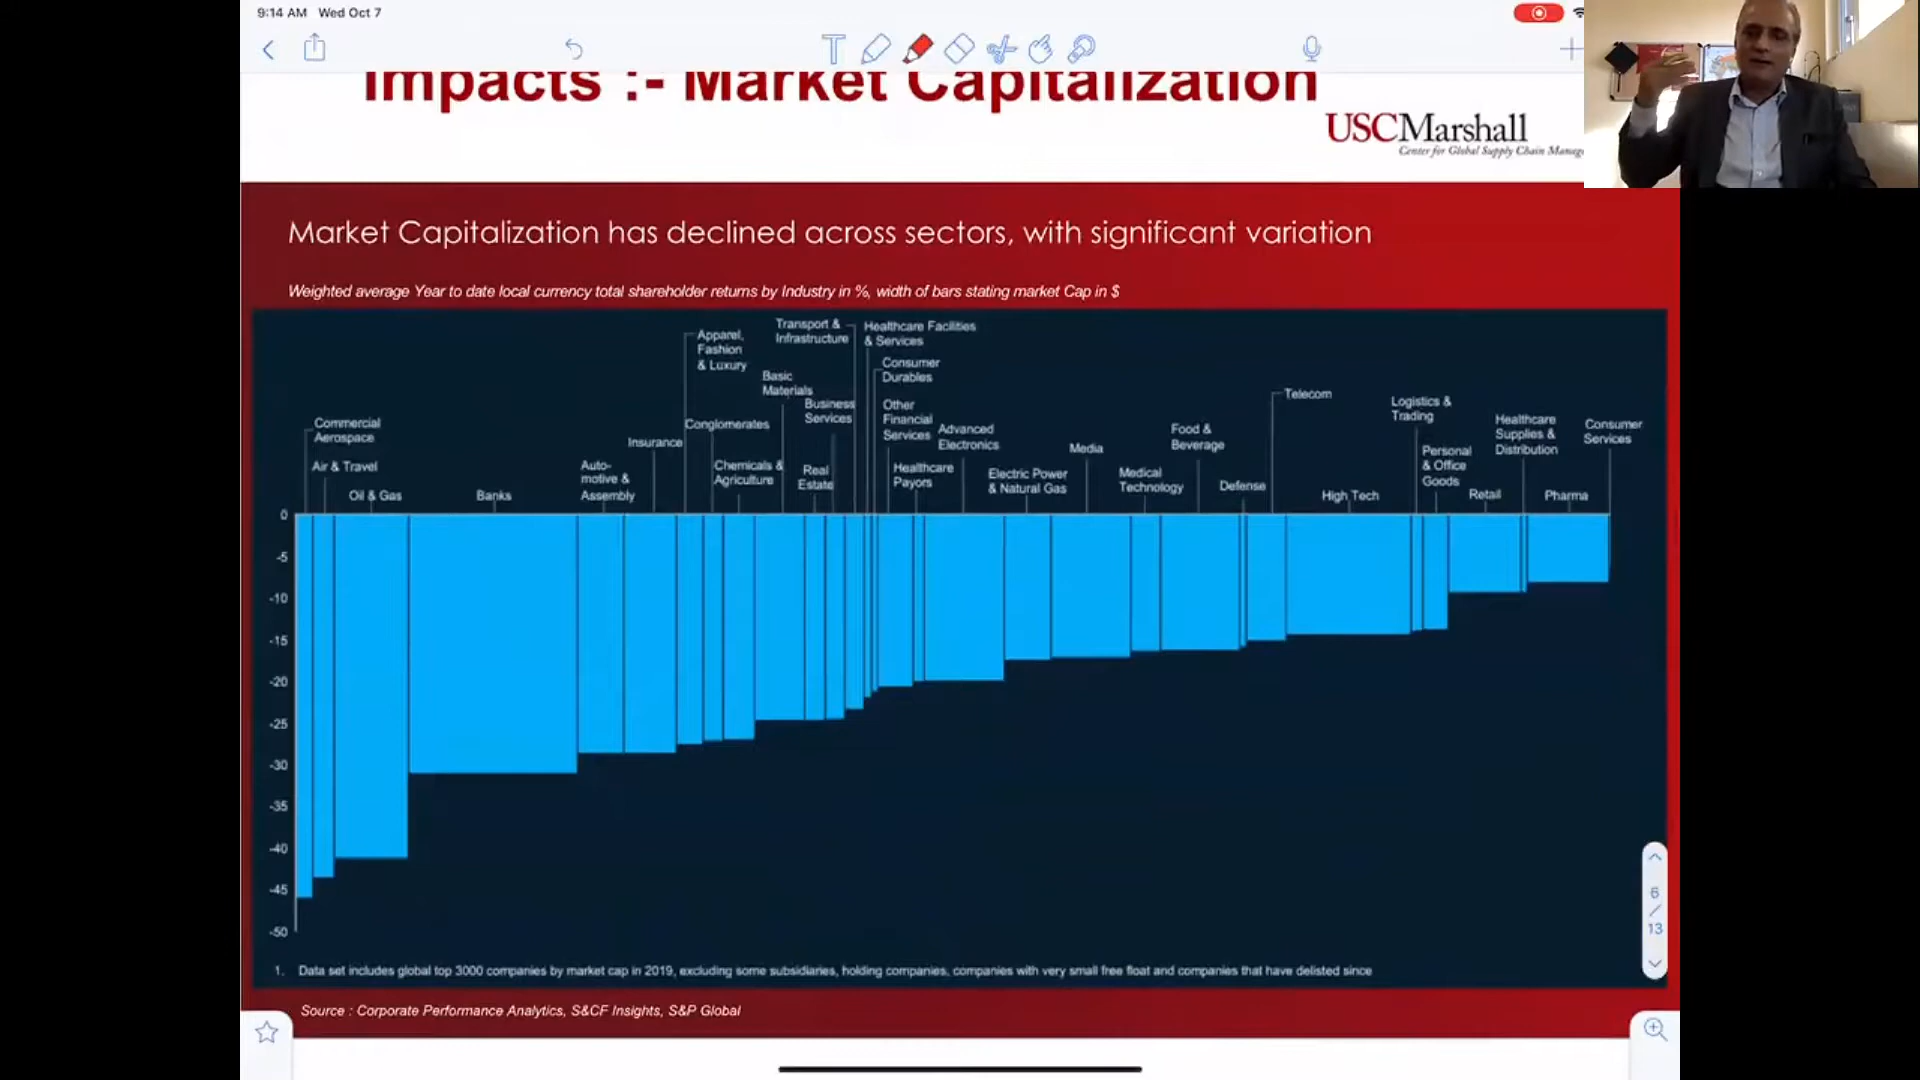 9:14 AM Wed Oct 7
Impacts :- Market Capitalization
USC Marshall
Center for Global Supply Chain
Market Capitalization has declined across sectors, with significant variation
Weighted average Year to date local currency total shareholder returns by Industry in %, width of bars stating market Cap in $
Commercial
Aerospace
Air & Travel
Oil & Gas
Banks
Auto-
motive &
Assembly
Insurance
Apparel,
Fashion
& Luxury
Conglomerates
Chemicals &
Agriculture
Basic
Materials
Real
Estate
Business
Services
Transport &
Infrastructure
Healthcare Facilities
& Services
Consumer
Durables
Other
Financial
Services
Healthcare
Payors
Advanced
Electronics
Electric Power
& Natural Gas
Media
Medical
Technology
Food &
Beverage
Defense
Telecom
High Tech
Logistics &
Trading
Personal
& Office
Goods
Retail
Healthcare
Supplies &
Distribution
Pharma
Consumer
Services
0
-5
-10
-15
-20
-25
-30
-35
-40
-45
-50
6
/
13
1. Data set includes global top 3000 companies by market cap in 2019, excluding some subsidiaries, holding companies, companies with very small free float and companies that have delisted since
Source : Corporate Performance Analytics, S&CF Insights, S&P Global